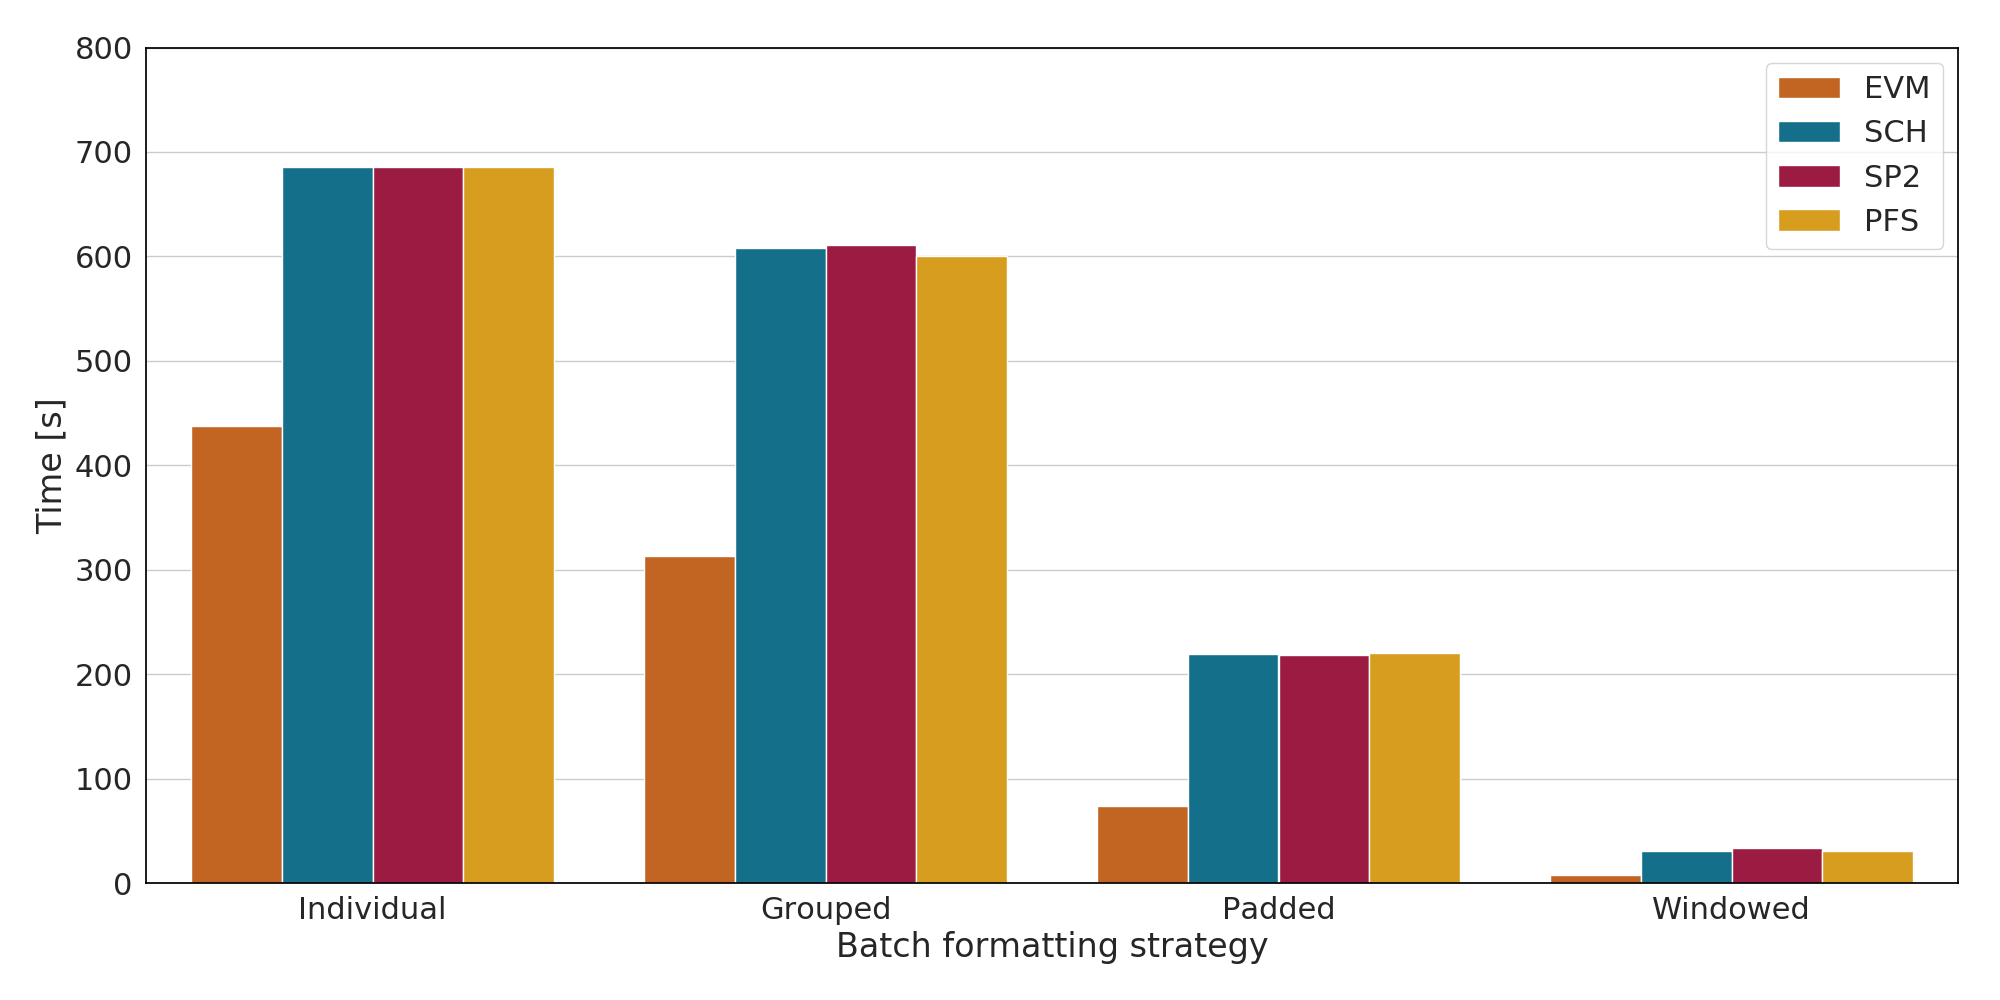 800
700
600
500
400
300
200
100
0
Time [s]
EVM
SCH
SP2
PFS
Individual Grouped Padded Windowed
Batch formatting strategy